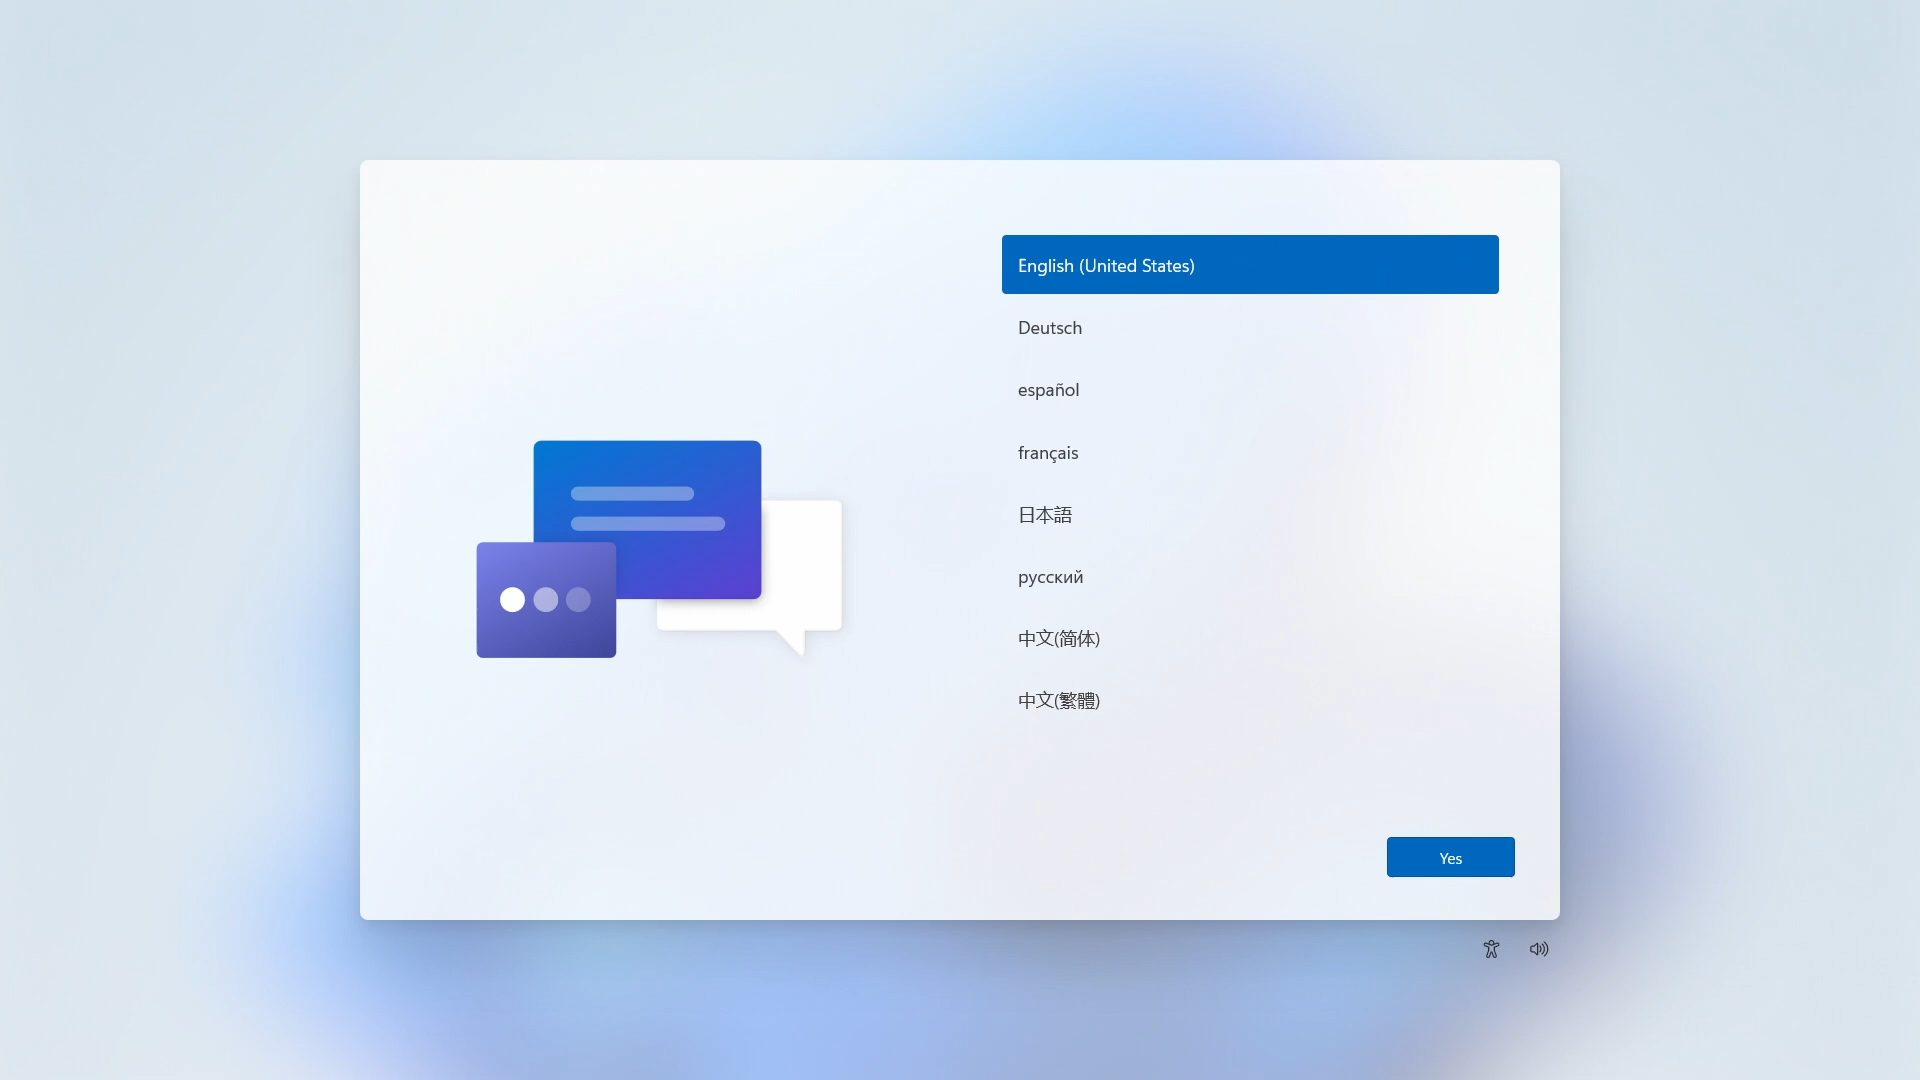 English (United States)
Deutsch
español
français
日本語
русский
中文(简体)
中文(繁體)
Yes